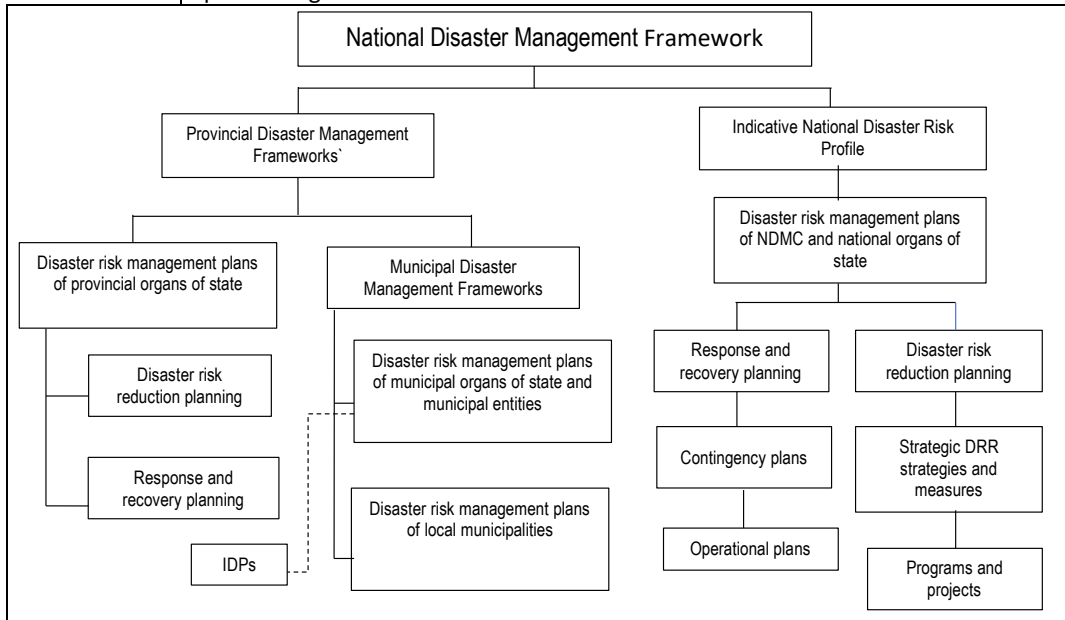 National Disaster Management Framework
Provincial Disaster Management
Frameworks`
Indicative National Disaster Risk
Profile
Disaster risk management plans
of NDMC and national organs of
state
Disaster risk management plans
of provincial organs of state
Municipal Disaster
Management Frameworks
Disaster risk
reduction planning
Response and
recovery planning
Disaster risk management plans
of municipal organs of state and
municipal entities
Disaster risk management plans
of local municipalities
IDPs
Response and
recovery planning
Contingency plans
Operational plans
Disaster risk
reduction planning
Strategic DRR
strategies and
measures
Programs and
projects